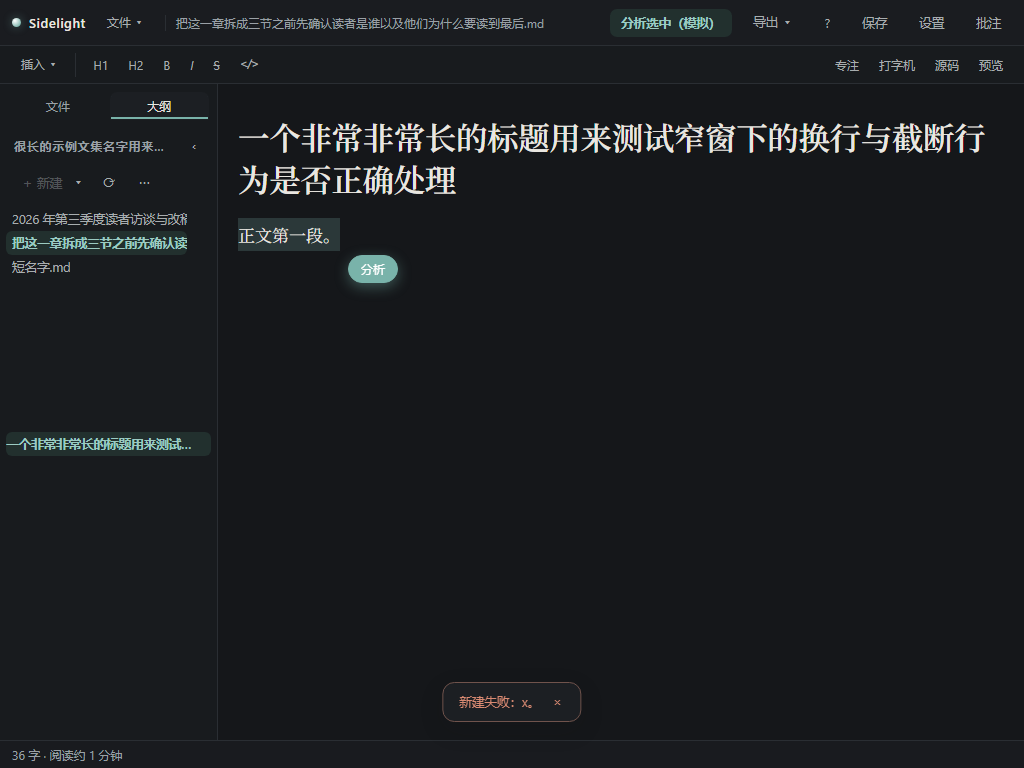 Sidelight 文件 把这一章拆成三节之前先确认读者是谁以及他们为什么要读到最后.md 分析选中（模拟） 导出 ? 保存 设置 批注
插入 H1 H2 B I S </> 专注 打字机 源码 预览
文件 大纲
很长的示例文集名字用来...
+ 新建 ...
2026 年第三季度读者访谈与改稿
把这一章拆成三节之前先确认读
短名字.md
一个非常非常长的标题用来测试...
一个非常非常长的标题用来测试窄窗下的换行与截断行
为是否正确处理
正文第一段。
分析
新建失败：x。 ×
36 字 · 阅读约 1 分钟